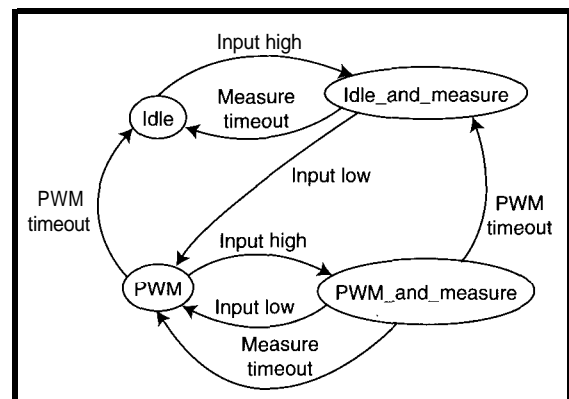 Input high
Idle_and_measure
Measure
timeout
Idle
Input low
PWM
timeout
PWM
timeout
Input high
PWM
PWM_and_measure
Input low
Measure
timeout